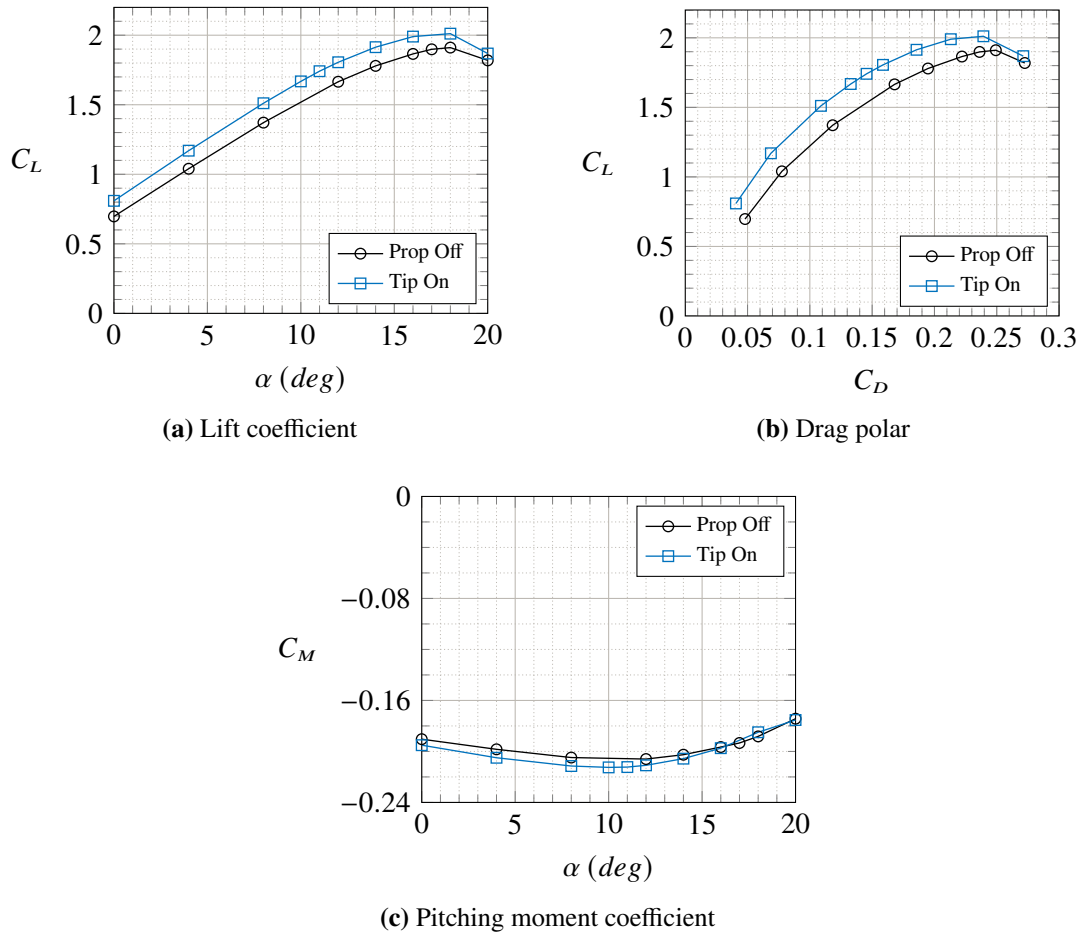 2
1.5
1
0.5
0
C_L
0 5 10 15 20
α (deg)
Prop Off
Tip On
(a) Lift coefficient
2
1.5
1
0.5
0
C_L
0 0.05 0.1 0.15 0.2 0.25 0.3
C_D
Prop Off
Tip On
(b) Drag polar
0
−0.08
−0.16
−0.24
C_M
0 5 10 15 20
α (deg)
Prop Off
Tip On
(c) Pitching moment coefficient